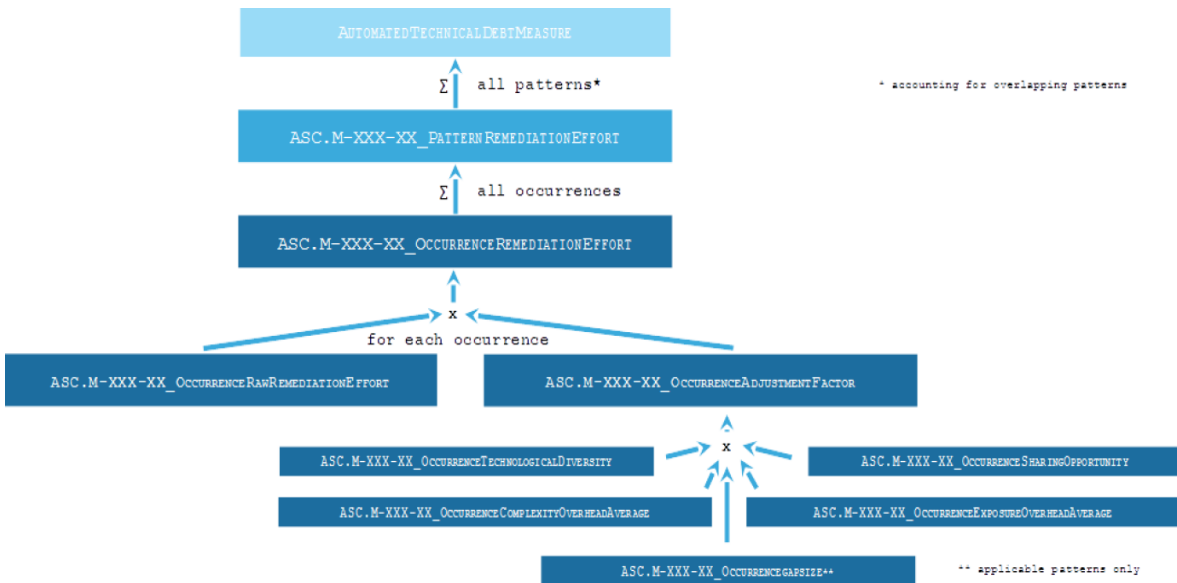 AUTOMATEDTECHNICALDEBTMEASURE
∑ all patterns*
* accounting for overlapping patterns
ASC.M-XXX-XX_PATTERNREMEDIATIONEFFORT
∑ all occurrences
ASC.M-XXX-XX_OCCURRENCEREMEDIATIONEFFORT
x
for each occurrence
ASC.M-XXX-XX_OCCURRENCERAWREMEDIATIONEFFORT
ASC.M-XXX-XX_OCCURRENCEADJUSTMENTFACTOR
x
ASC.M-XXX-XX_OCCURRENCETECHNOLOGICALDIVERSITY
ASC.M-XXX-XX_OCCURRENCESHARINGOPPORTUNITY
ASC.M-XXX-XX_OCCURRENCECOMPLEXITYOVERHEADAVERAGE
ASC.M-XXX-XX_OCCURRENCEEXPOSUREOVERHEADAVERAGE
ASC.M-XXX-XX_OCCURRENCEGAPSIZE**
** applicable patterns only